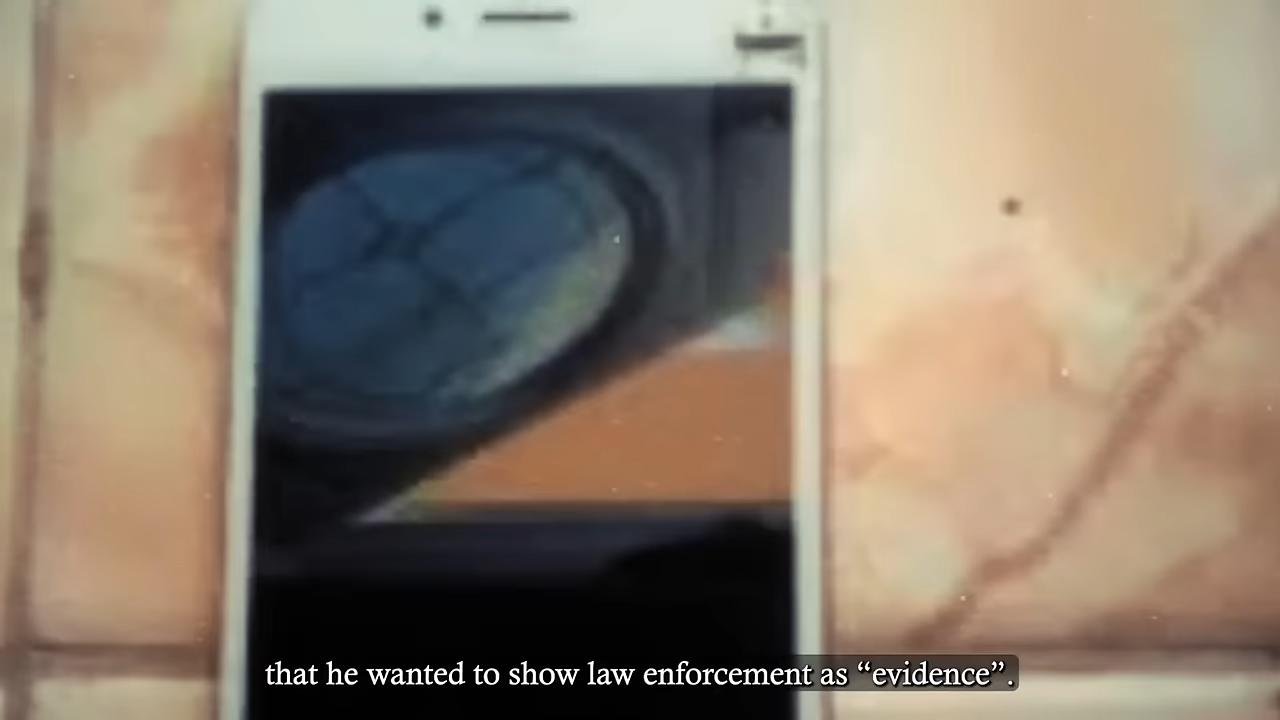 that he wanted to show law enforcement as “evidence”.